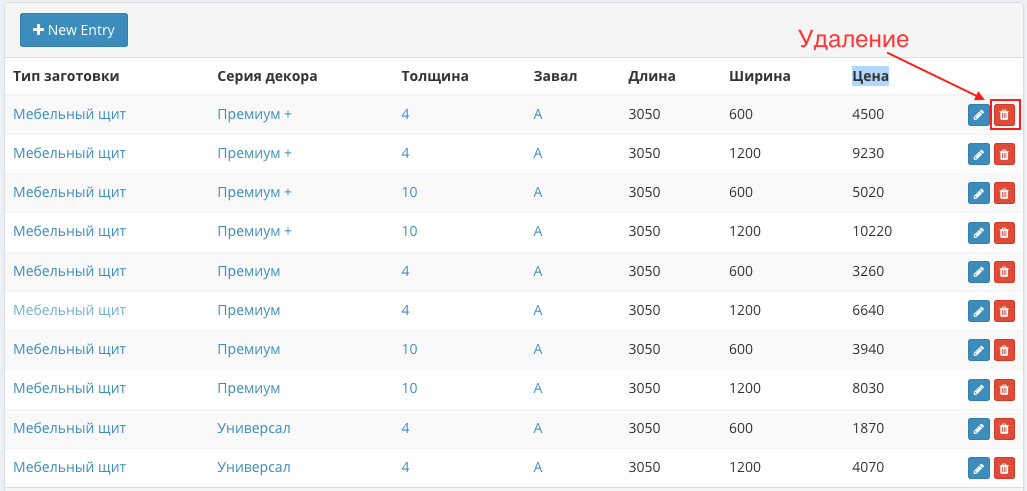 New Entry
Удаление
Тип заготовки Серия декора Толщина Завал Длина Ширина Цена
Мебельный щит Премиум + 4 А 3050 600 4500
Мебельный щит Премиум + 4 А 3050 1200 9230
Мебельный щит Премиум + 10 А 3050 600 5020
Мебельный щит Премиум + 10 А 3050 1200 10220
Мебельный щит Премиум 4 А 3050 600 3260
Мебельный щит Премиум 4 А 3050 1200 6640
Мебельный щит Премиум 10 А 3050 600 3940
Мебельный щит Премиум 10 А 3050 1200 8030
Мебельный щит Универсал 4 А 3050 600 1870
Мебельный щит Универсал 4 А 3050 1200 4070